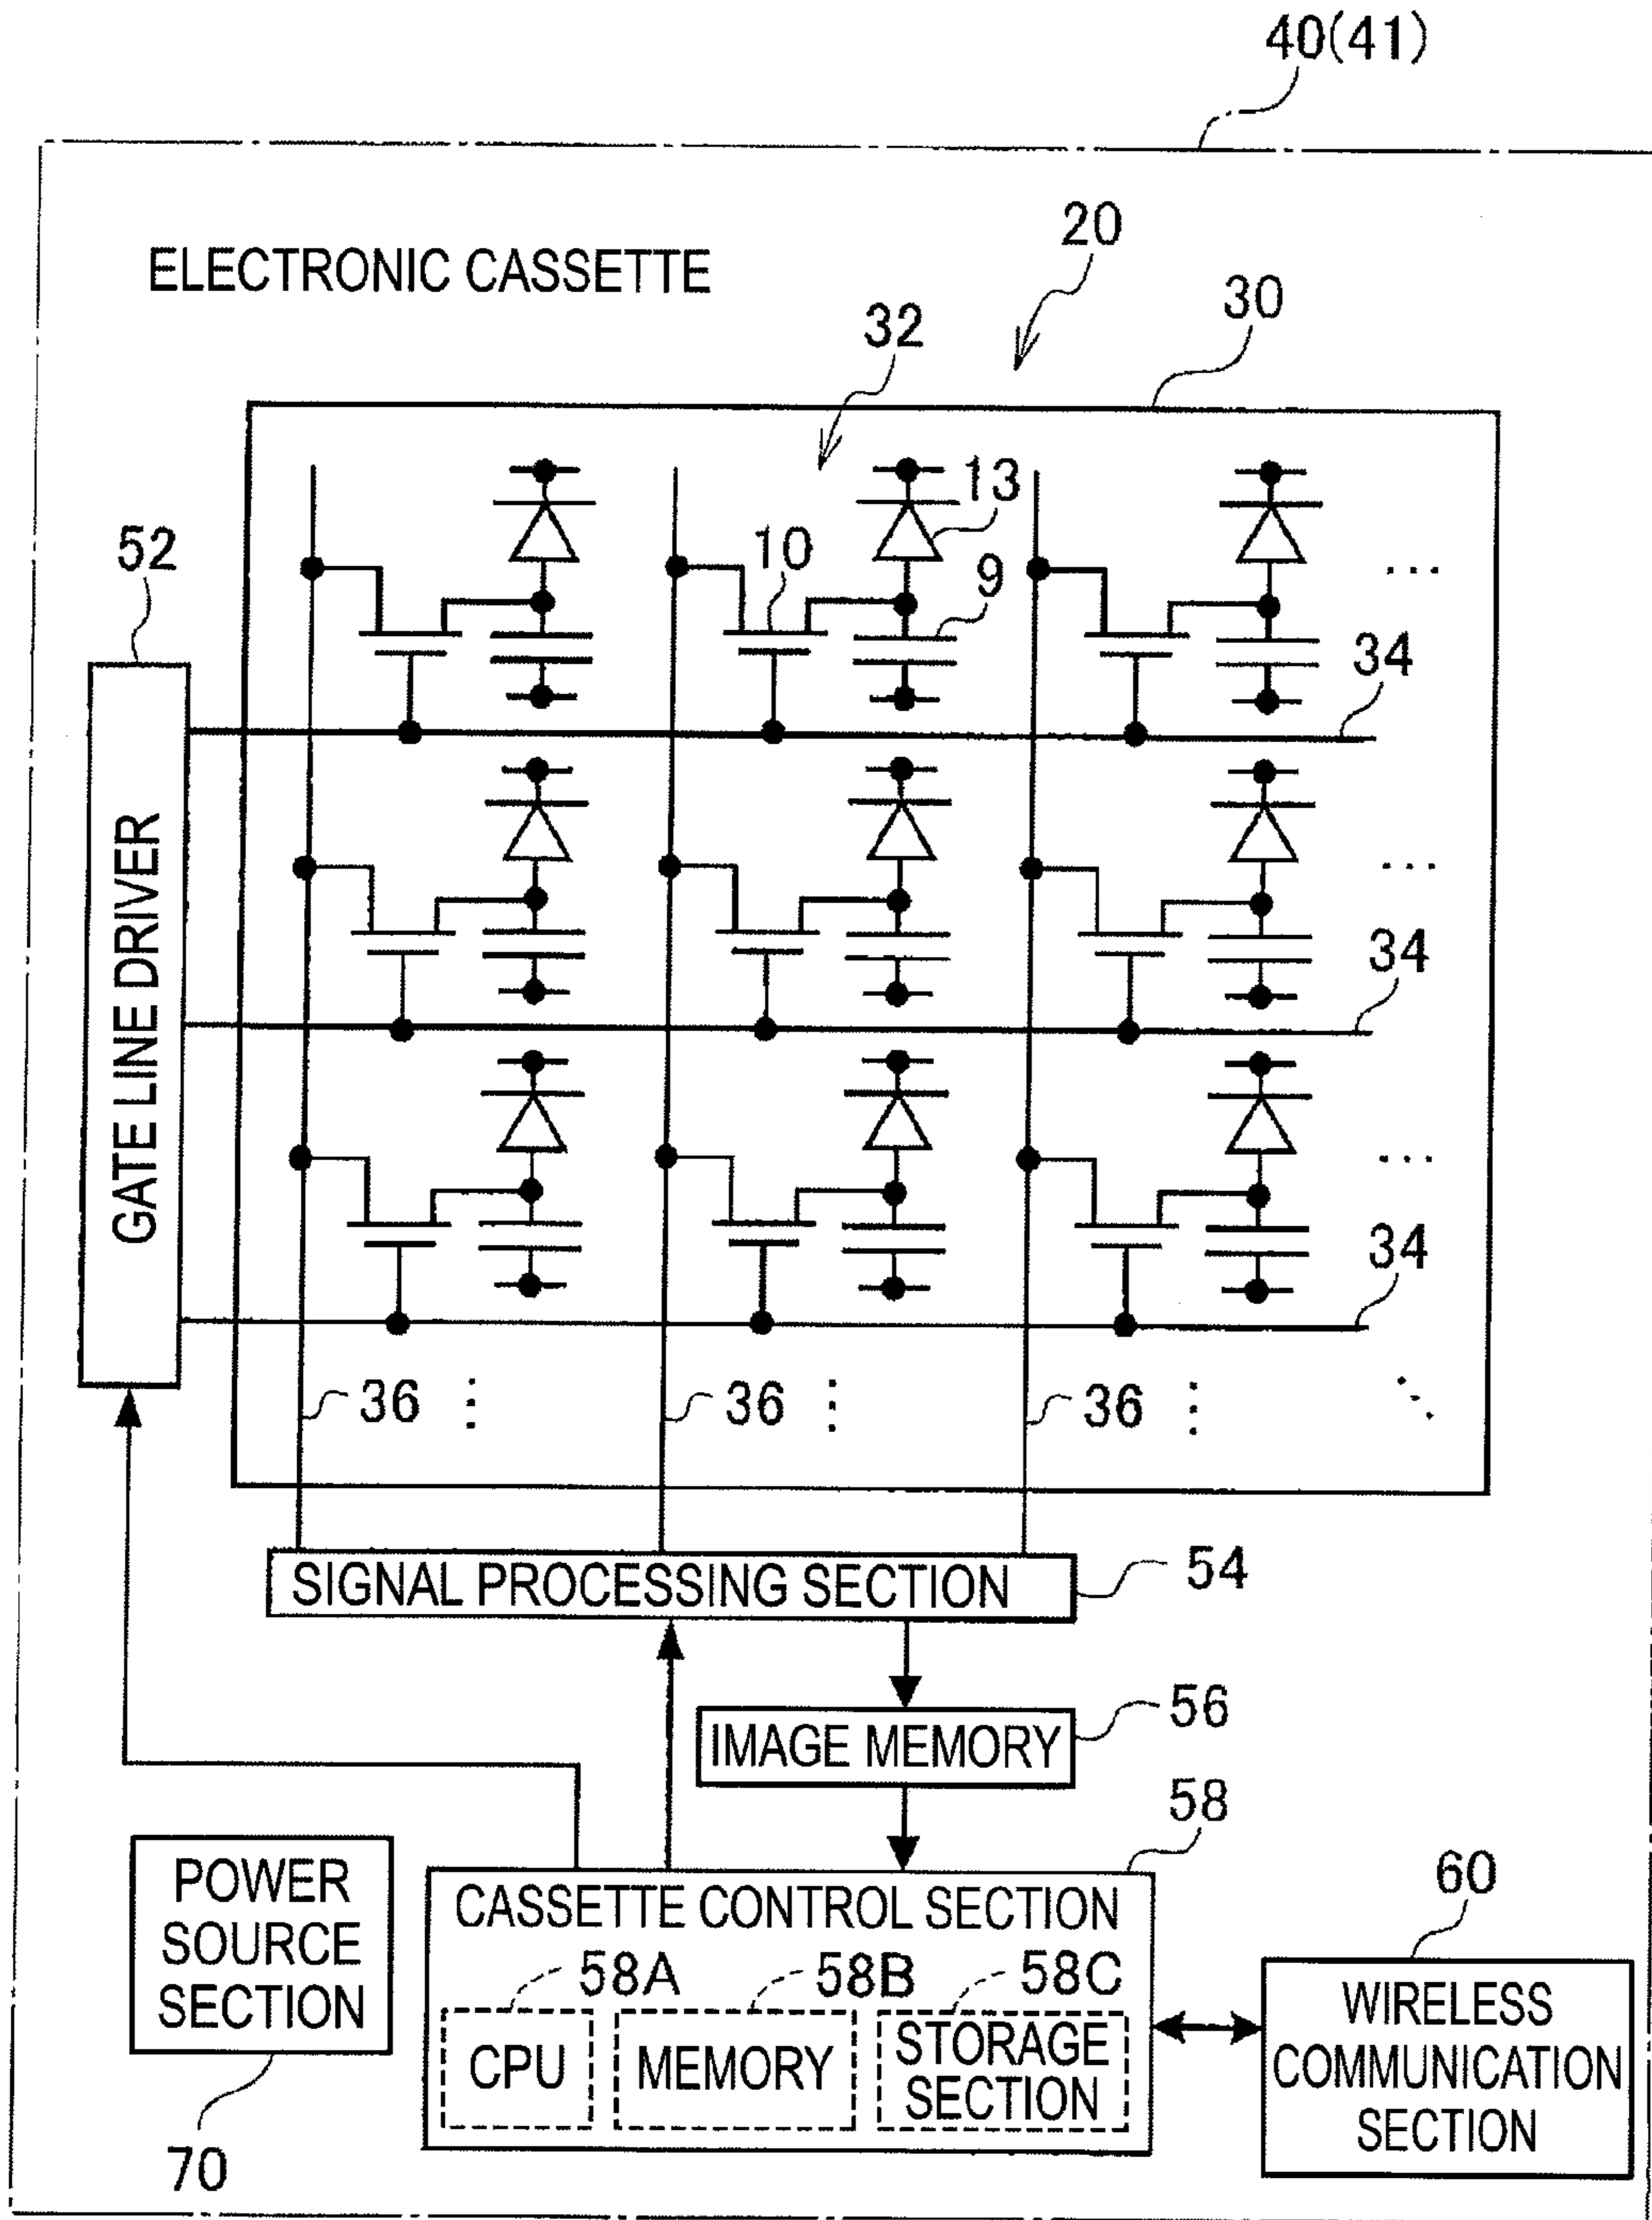 40(41)
ELECTRONIC CASSETTE
20
30
32
13
10
9
52
34
GATE LINE DRIVER
34
34
36
36
36
SIGNAL PROCESSING SECTION
54
IMAGE MEMORY
56
58
POWER
SOURCE
SECTION
70
CASSETTE CONTROL SECTION
58A
58B
58C
CPU
MEMORY
STORAGE
SECTION
60
WIRELESS
COMMUNICATION
SECTION